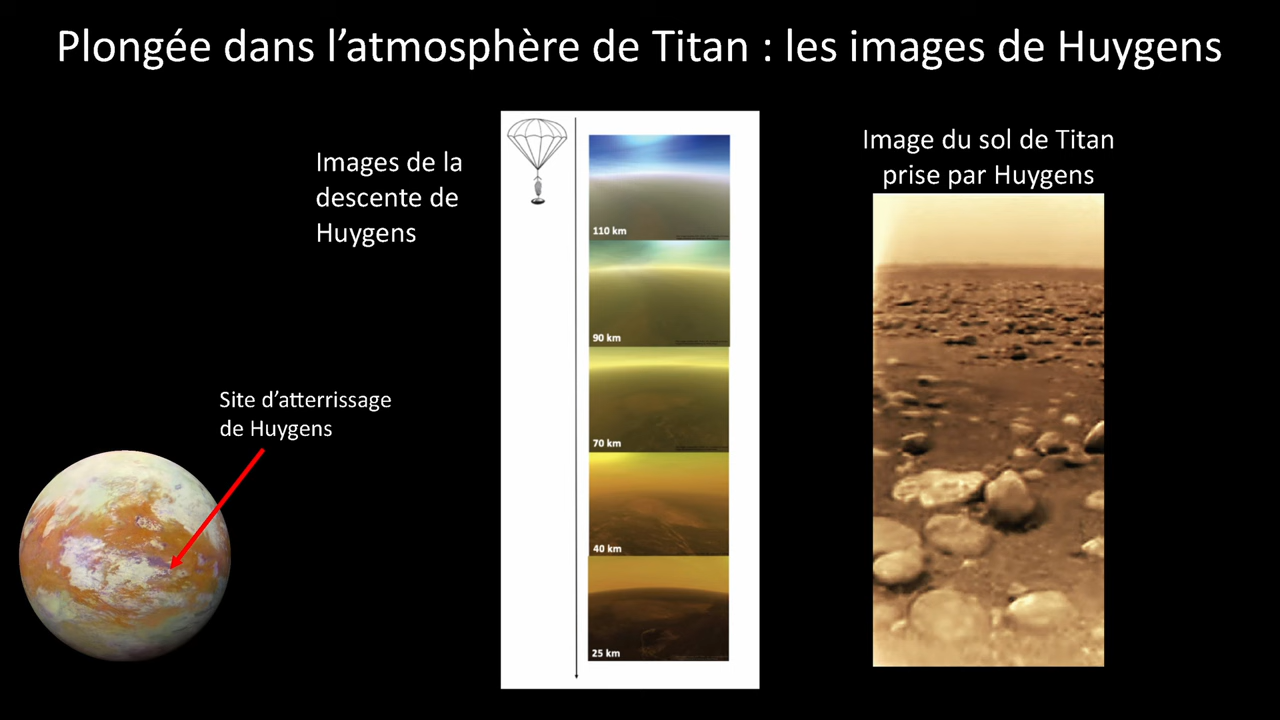 Plongée dans l'atmosphère de Titan : les images de Huygens
Images de la
descente de
Huygens
110 km
90 km
70 km
40 km
25 km
Image du sol de Titan
prise par Huygens
Site d'atterrissage
de Huygens